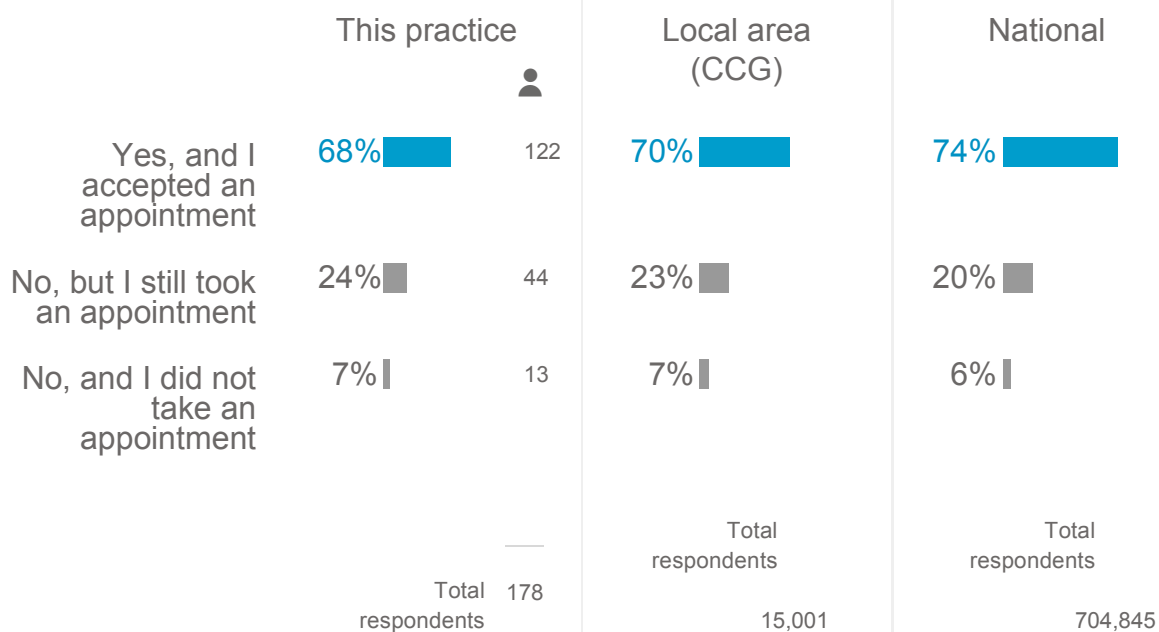 This practice
Local area
(CCG)
National
Yes, and I
accepted an
appointment
68%
122
70%
74%
No, but I still took
an appointment
24%
44
23%
20%
No, and I did not
take an
appointment
7%
13
7%
6%
Total
respondents
178
Total
respondents
15,001
Total
respondents
704,845